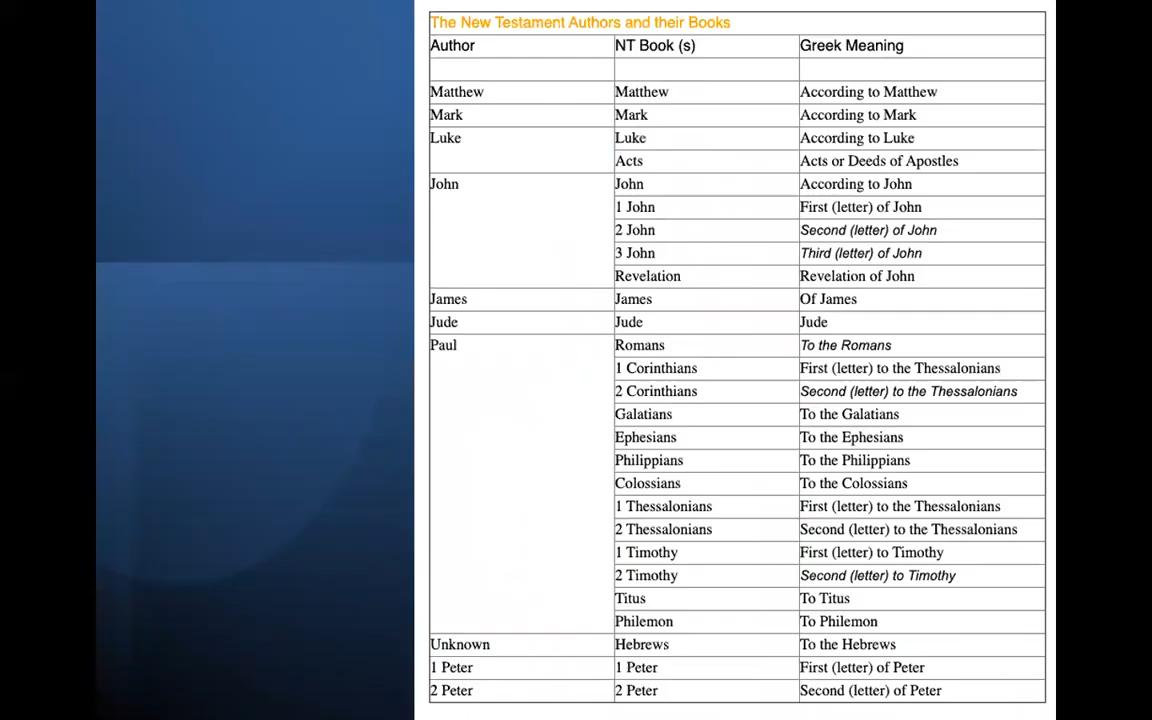 The New Testament Authors and their Books
Author NT Book (s) Greek Meaning
Matthew Matthew According to Matthew
Mark Mark According to Mark
Luke Luke According to Luke
Acts Acts or Deeds of Apostles
John John According to John
1 John First (letter) of John
2 John Second (letter) of John
3 John Third (letter) of John
Revelation Revelation of John
James James Of James
Jude Jude Jude
Paul Romans To the Romans
1 Corinthians First (letter) to the Thessalonians
2 Corinthians Second (letter) to the Thessalonians
Galatians To the Galatians
Ephesians To the Ephesians
Philippians To the Philippians
Colossians To the Colossians
1 Thessalonians First (letter) to the Thessalonians
2 Thessalonians Second (letter) to the Thessalonians
1 Timothy First (letter) to Timothy
2 Timothy Second (letter) to Timothy
Titus To Titus
Philemon To Philemon
Unknown Hebrews To the Hebrews
1 Peter 1 Peter First (letter) of Peter
2 Peter 2 Peter Second (letter) of Peter